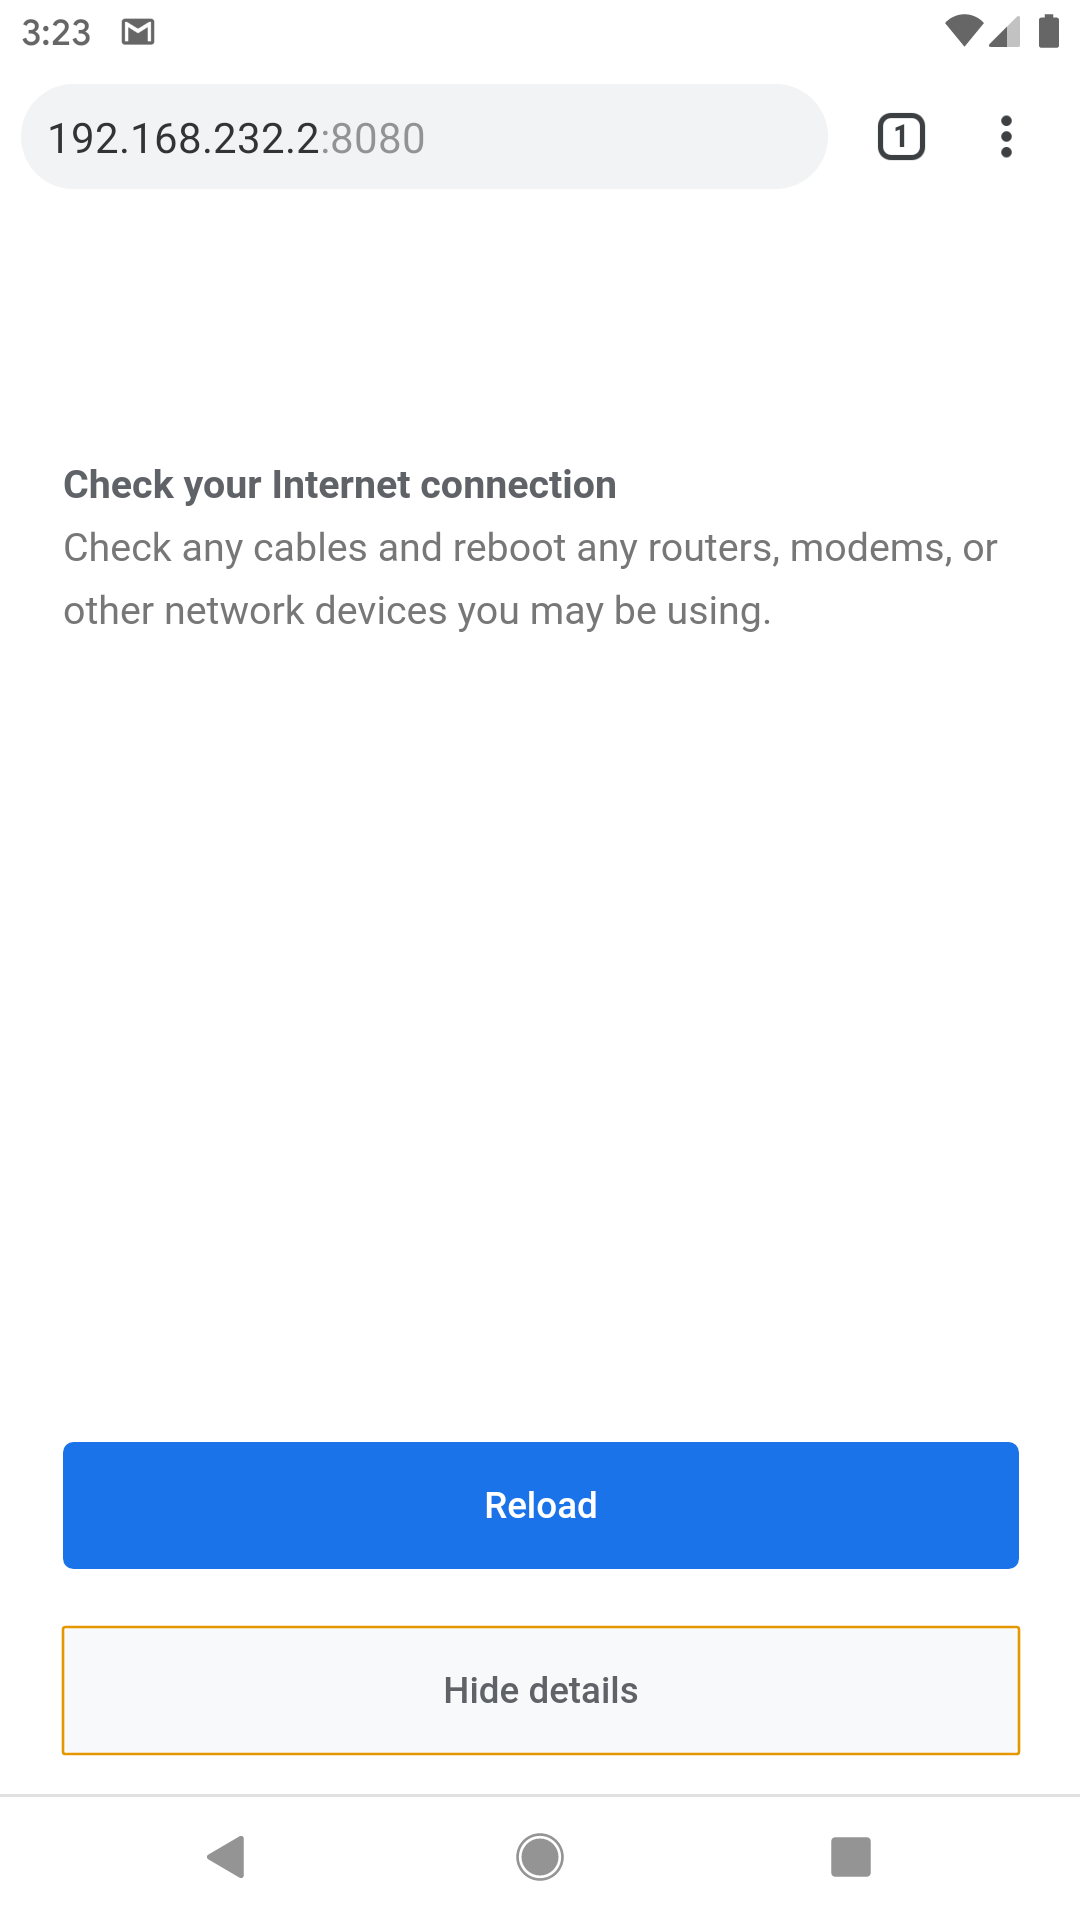 3:23
192.168.232.2:8080
1
Check your Internet connection
Check any cables and reboot any routers, modems, or
other network devices you may be using.
Reload
Hide details